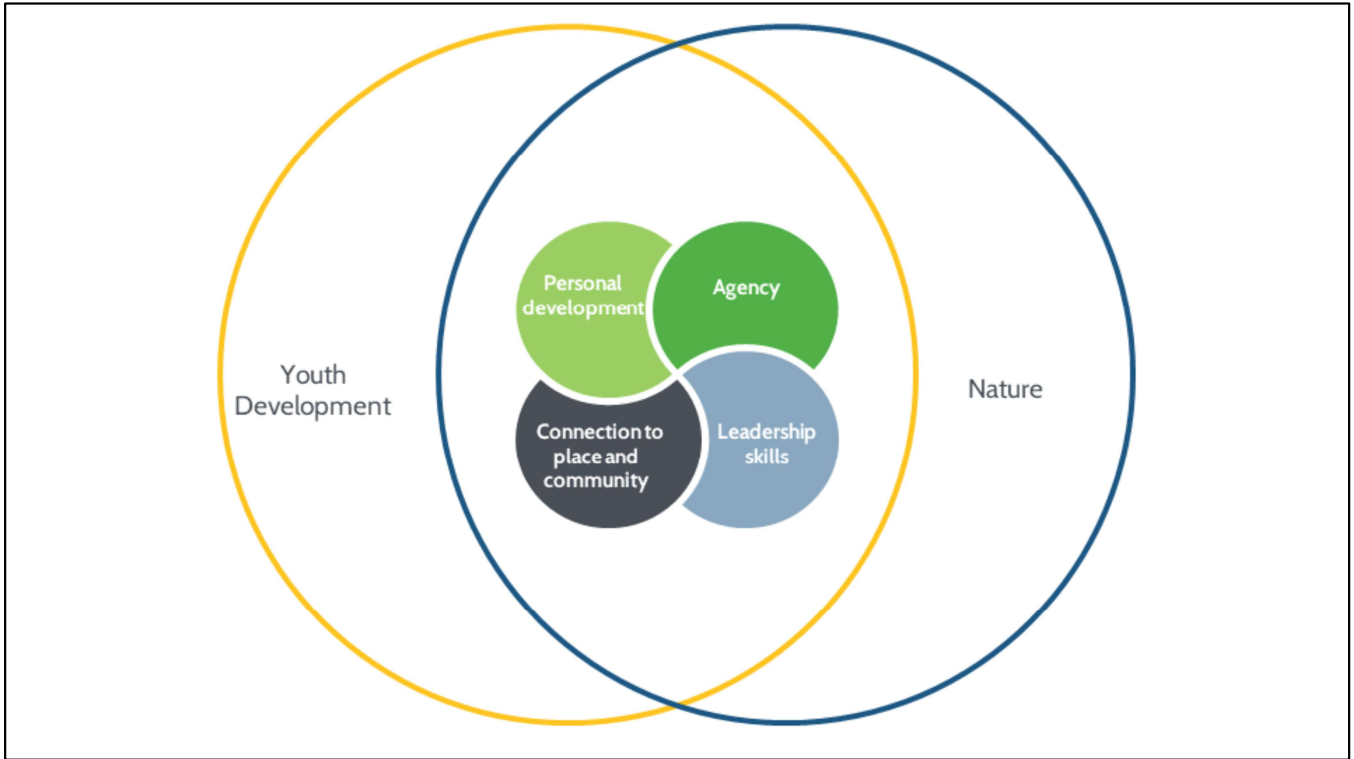 Youth
Development
Personal
development
Agency
Connection to
place and
community
Leadership
skills
Nature